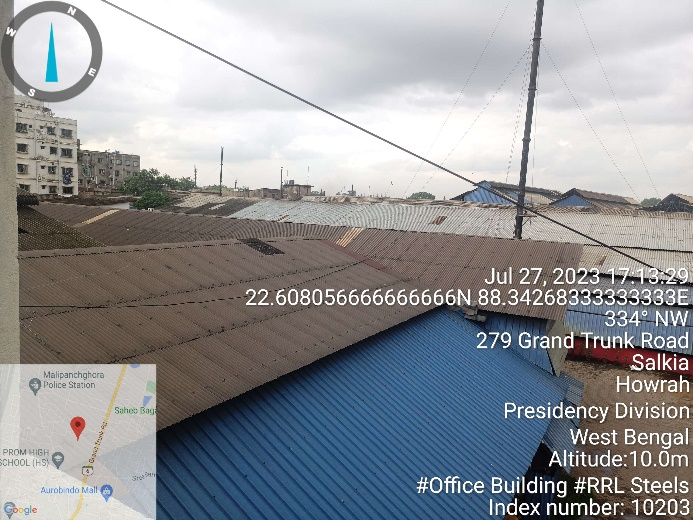 N
W
E
S
Jul 27, 2023 17:13:29
22.608056666666666N 88.34268333333333E
334° NW
279 Grand Trunk Road
Salkia
Howrah
Presidency Division
West Bengal
Altitude:10.0m
#Office Building #RRL Steels
Index number: 10203
Malipanchghora
Police Station
Saheb Baga
Grand Trunk Rd
6
PROM HIGH
SCHOOL (HS)
Aurobindo Mall
Google